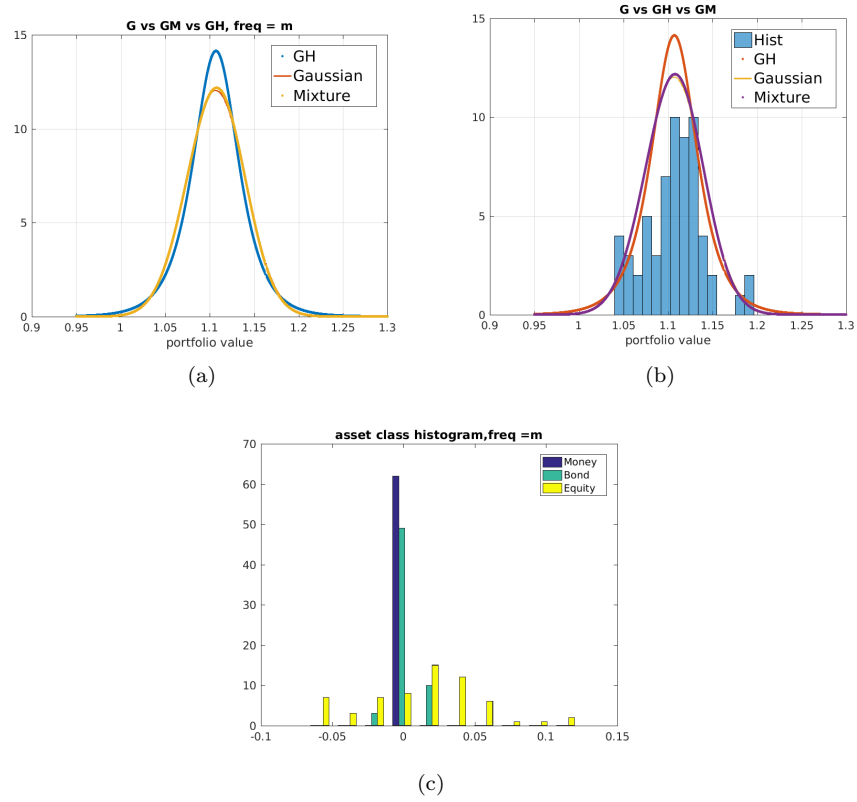 G vs GM vs GH, freq = m
15
10
5
0
0.9 0.95 1 1.05 1.1 1.15 1.2 1.25 1.3
portfolio value
GH
Gaussian
Mixture
(a)
G vs GH vs GM
15
10
5
0
0.9 0.95 1 1.05 1.1 1.15 1.2 1.25 1.3
portfolio value
Hist
GH
Gaussian
Mixture
(b)
asset class histogram,freq =m
70
60
50
40
30
20
10
0
-0.1 -0.05 0 0.05 0.1 0.15
Money
Bond
Equity
(c)